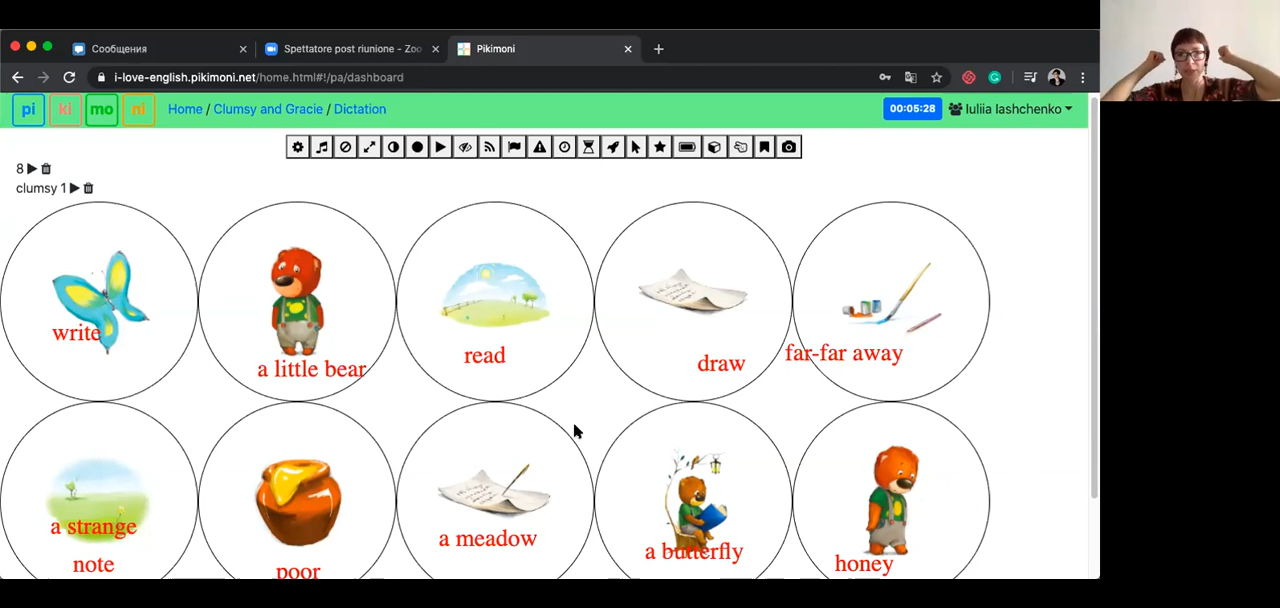 Сообщения
Spettatore post riunione - Zoo
Pikimoni
i-love-english.pikimoni.net/home.html#!/pa/dashboard
pi ki mo ni Home / Clumsy and Gracie / Dictation 00:05:28 Iuliia Iashchenko
8
clumsy 1
write
a little bear
read
draw
far-far away
a strange
note
poor
a meadow
a butterfly
honey